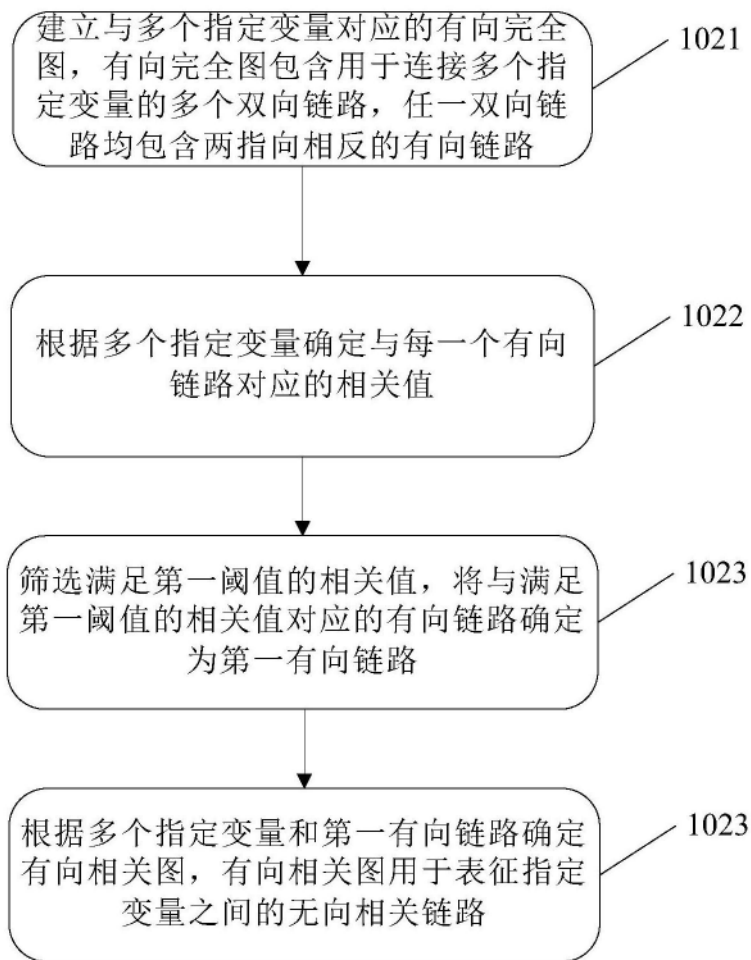 建立与多个指定变量对应的有向完全
图，有向完全图包含用于连接多个指
定变量的多个双向链路，任一双向链
路均包含两指向相反的有向链路
1021
根据多个指定变量确定与每一个有向
链路对应的相关值
1022
筛选满足第一阈值的相关值，将与满足
第一阈值的相关值对应的有向链路确定
为第一有向链路
1023
根据多个指定变量和第一有向链路确定
有向相关图，有向相关图用于表征指定
变量之间的无向相关链路
1023